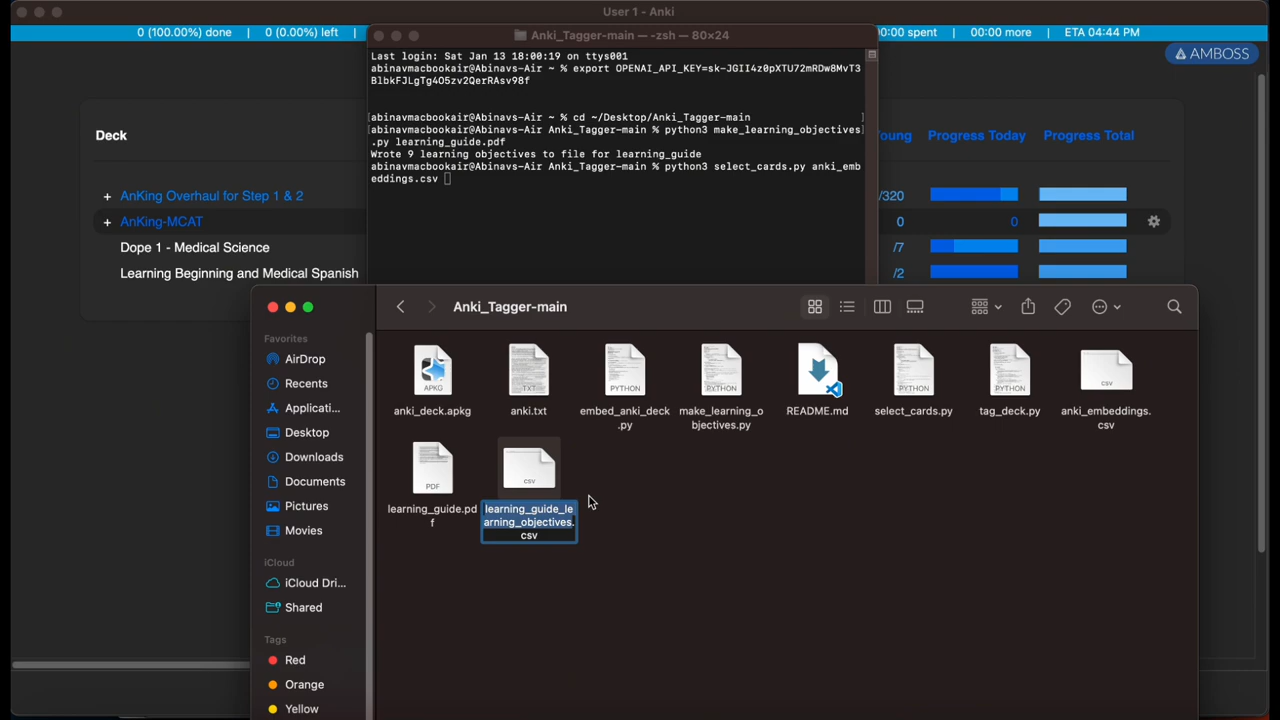 User 1 - Anki
0 (100.00%) done | 0 (0.00%) left |
00:00 spent | 00:00 more | ETA 04:44 PM
AMBOSS
Anki_Tagger-main — -zsh — 80×24
Last login: Sat Jan 13 18:00:19 on ttys001
abinavmacbookair@Abinavs-Air ~ % export OPENAI_API_KEY=sk-JGII4z0pXTU72mRDw8MvT3
BlbkFJLgTg4O5zv2QerRAsv98f
[abinavmacbookair@Abinavs-Air ~ % cd ~/Desktop/Anki_Tagger-main ]
[abinavmacbookair@Abinavs-Air Anki_Tagger-main % python3 make_learning_objectives]
.py learning_guide.pdf
Wrote 9 learning objectives to file for learning_guide
abinavmacbookair@Abinavs-Air Anki_Tagger-main % python3 select_cards.py anki_emb
eddings.csv
Deck
Young Progress Today Progress Total
+ AnKing Overhaul for Step 1 & 2
/320
+ AnKing-MCAT
0 0
Dope 1 - Medical Science
/7
Learning Beginning and Medical Spanish
/2
Anki_Tagger-main
Favorites
AirDrop
Recents
Applicati...
Desktop
Downloads
Documents
Pictures
Movies
iCloud
iCloud Dri...
Shared
Tags
Red
Orange
Yellow
APKG
TXT
PYTHON
PYTHON
PYTHON
PYTHON
csv
anki_deck.apkg
anki.txt
embed_anki_deck
.py
make_learning_o
bjectives.py
README.md
select_cards.py
tag_deck.py
anki_embeddings.
csv
PDF
csv
learning_guide.pd
f
learning_guide_le
arning_objectives.
csv